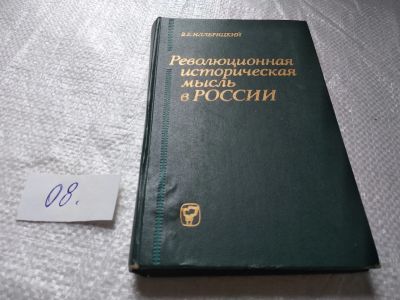 В.Е. ИЛЛЕРИЦКИЙ
Революционная
историческая
мысль
в РОССИИ
08.